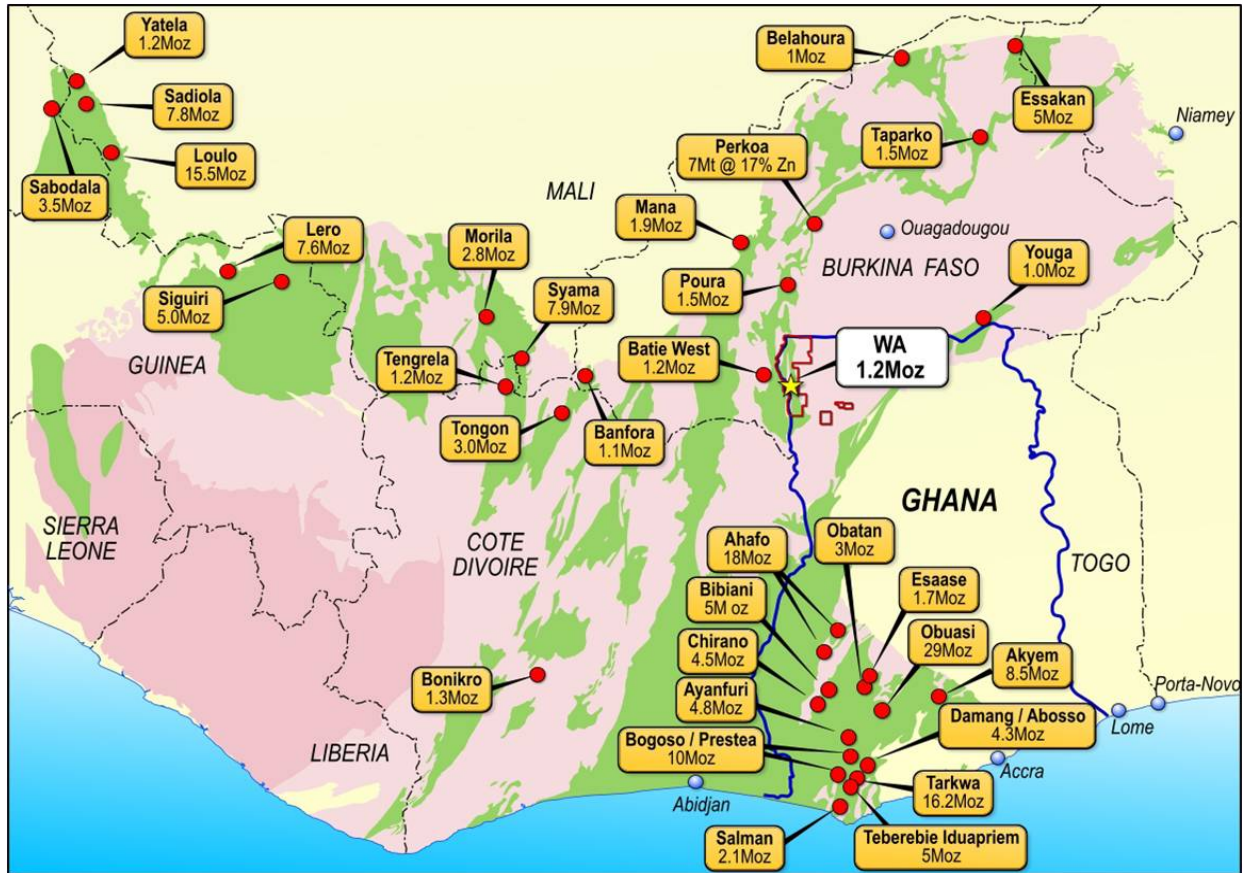 Yatela
1.2Moz
Sadiola
7.8Moz
Loulo
15.5Moz
Sabodala
3.5Moz
Belahoura
1Moz
Essakan
5Moz
Niamey
Taparko
1.5Moz
Perkoa
7Mt @ 17% Zn
MALI
Mana
1.9Moz
Ouagadougou
Lero
7.6Moz
Morila
2.8Moz
Siguiri
5.0Moz
Syama
7.9Moz
Poura
1.5Moz
BURKINA FASO
Youga
1.0Moz
GUINEA
Tengrela
1.2Moz
Batie West
1.2Moz
WA
1.2Moz
Tongon
3.0Moz
Banfora
1.1Moz
SIERRA
LEONE
COTE
DIVOIRE
GHANA
TOGO
Ahafo
18Moz
Obatan
3Moz
Bibiani
5M oz
Esaase
1.7Moz
Chirano
4.5Moz
Obuasi
29Moz
Akyem
8.5Moz
Bonikro
1.3Moz
Ayanfuri
4.8Moz
Porta-Novo
Lome
Damang / Abosso
4.3Moz
LIBERIA
Bogoso / Prestea
10Moz
Accra
Abidjan
Tarkwa
16.2Moz
Salman
2.1Moz
Teberebie Iduapriem
5Moz